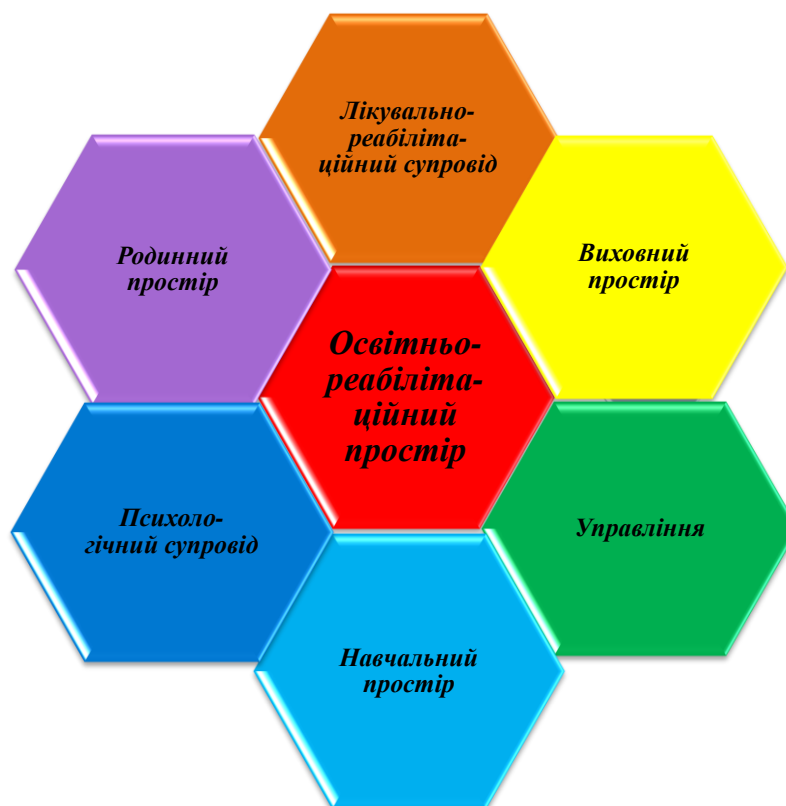 Лікувально-
реабіліта-
ційний супровід
Родинний
простір
Виховний
простір
Освітньо-
реабіліта-
ційний
простір
Психоло-
гічний супровід
Управління
Навчальний
простір